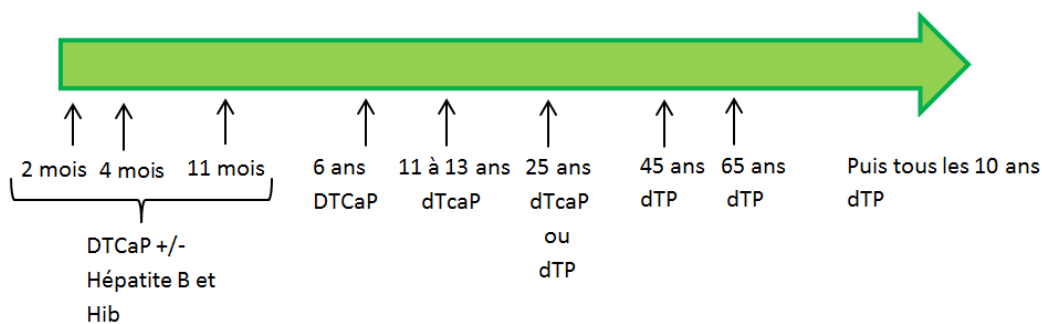 2 mois
4 mois
11 mois
DTCaP +/-
Hépatite B et
Hib
6 ans
DTCaP
11 à 13 ans
dTcaP
25 ans
dTcaP
ou
dTP
45 ans
dTP
65 ans
dTP
Puis tous les 10 ans
dTP